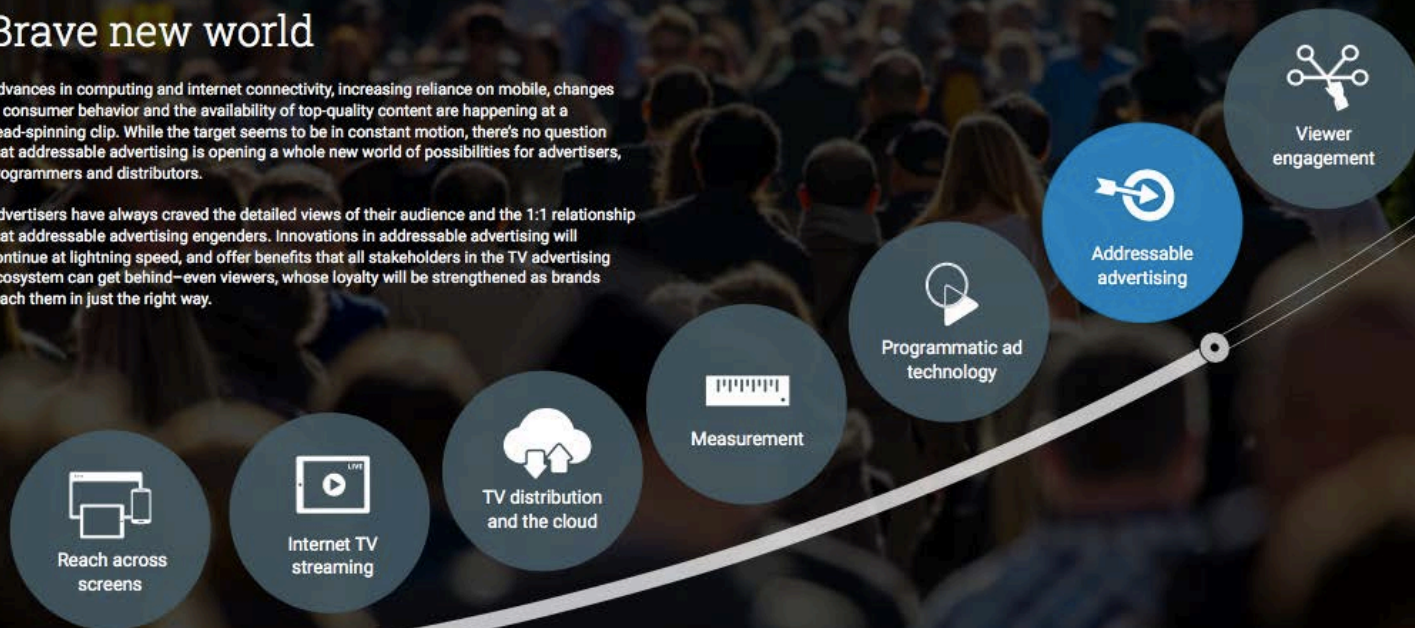 Brave new world
dvances in computing and internet connectivity, increasing reliance on mobile, changes
consumer behavior and the availability of top-quality content are happening at a
ead-spinning clip. While the target seems to be in constant motion, there's no question
at addressable advertising is opening a whole new world of possibilities for advertisers,
ogrammers and distributors.
dvertisers have always craved the detailed views of their audience and the 1:1 relationship
at addressable advertising engenders. Innovations in addressable advertising will
ontinue at lightning speed, and offer benefits that all stakeholders in the TV advertising
cosystem can get behind–even viewers, whose loyalty will be strengthened as brands
ach them in just the right way.
Reach across
screens
LIVE
Internet TV
streaming
TV distribution
and the cloud
Measurement
Programmatic ad
technology
Addressable
advertising
Viewer
engagement